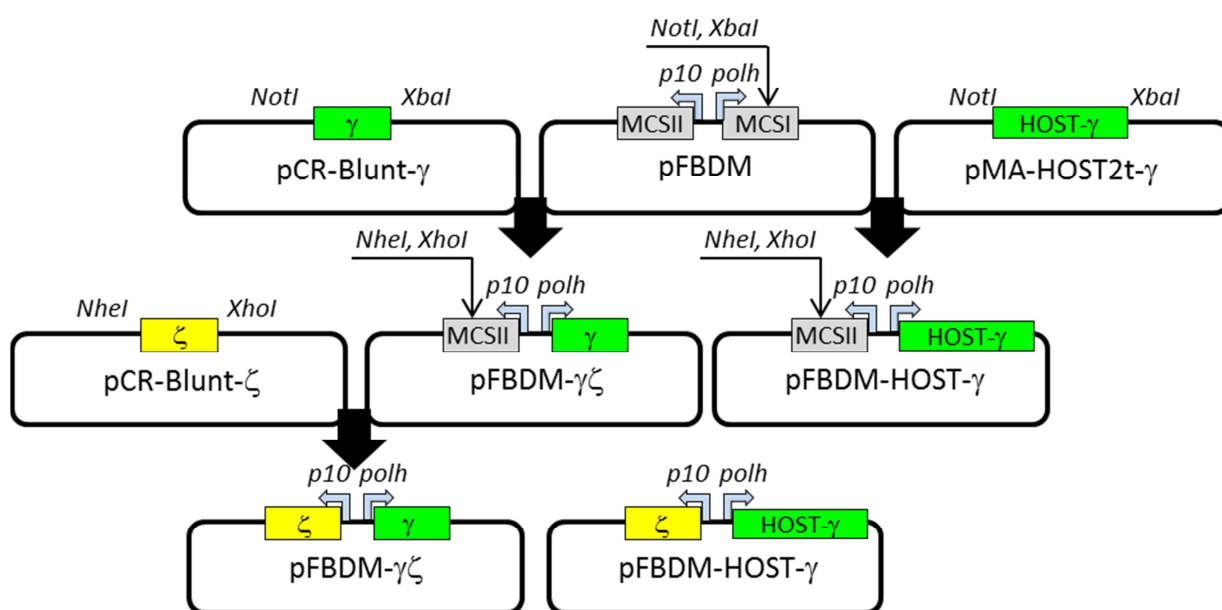 NotI, XbaI
p10 polh
NotI XbaI
NotI XbaI
γ
MCSII MCSI
HOST-γ
pCR-Blunt-γ
pFBDM
pMA-HOST2t-γ
NheI, XhoI
NheI, XhoI
p10 polh
p10 polh
NheI XhoI
ζ
MCSII γ
MCSII HOST-γ
pCR-Blunt-ζ
pFBDM-γζ
pFBDM-HOST-γ
p10 polh
p10 polh
ζ γ
ζ HOST-γ
pFBDM-γζ
pFBDM-HOST-γ